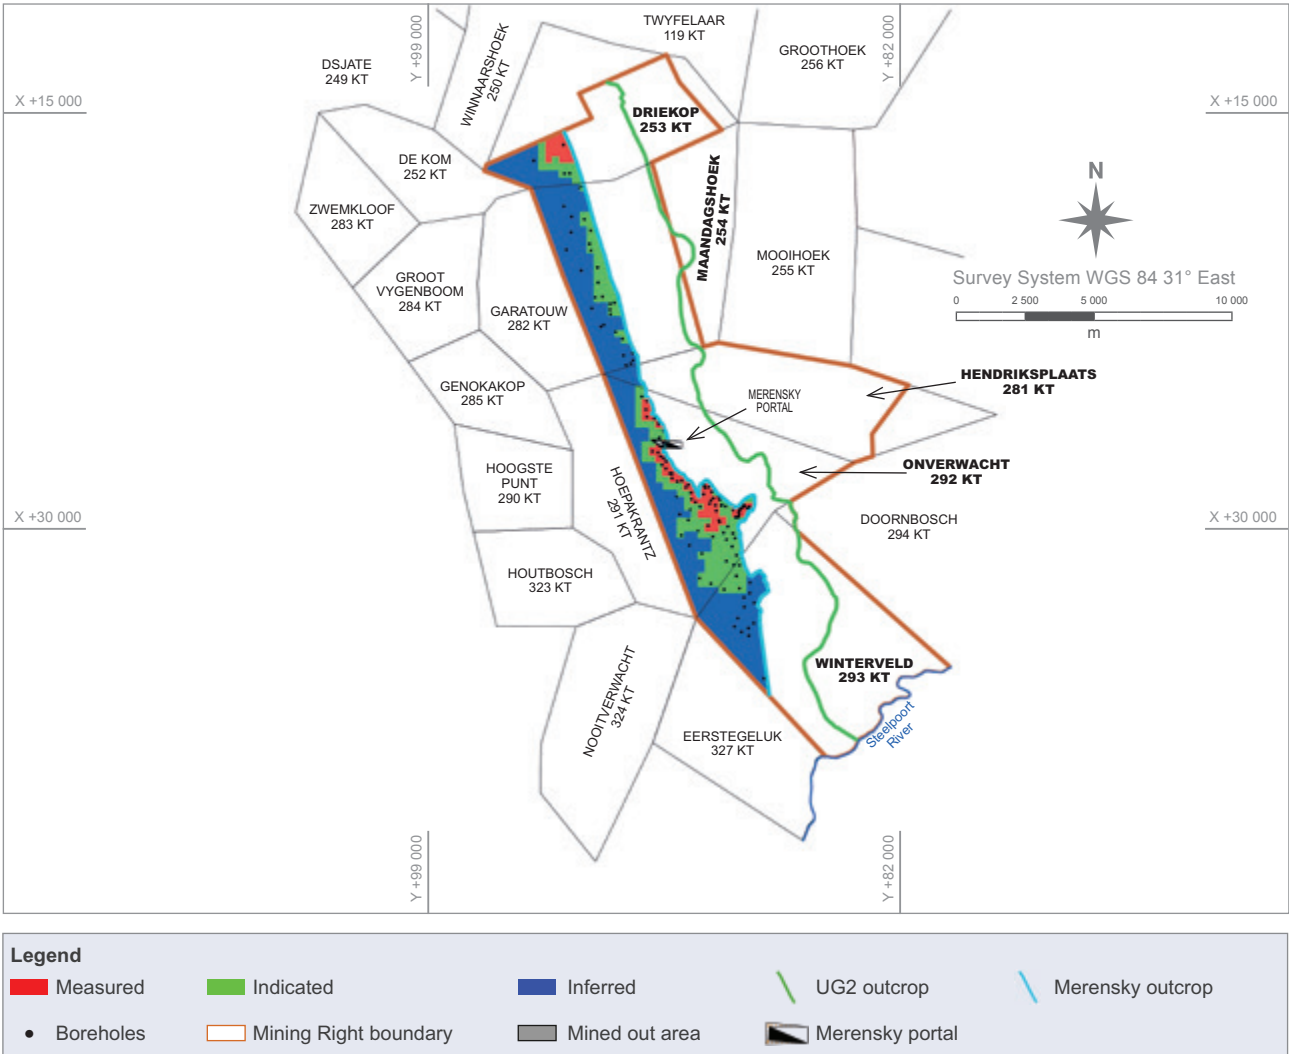 TWYFELAAR
119 KT
GROOTHOEK
256 KT
Y +99 000
Y +82 000
WINNAARSHOEK
250 KT
DSJATE
249 KT
X +15 000
X +15 000
DRIEKOP
253 KT
DE KOM
252 KT
MAANDAGSHOEK
254 KT
N
ZWEMKLOOF
283 KT
MOOIHOEK
255 KT
GROOT
VYGENBOOM
284 KT
Survey System WGS 84 31° East
0 2 500 5 000 10 000
m
GARATOUW
282 KT
HENDRIKSPLAATS
281 KT
GENOKAKOP
285 KT
MERENSKY
PORTAL
HOOGSTE
PUNT
290 KT
HOEPAKRANTZ
291 KT
ONVERWACHT
292 KT
X +30 000
X +30 000
DOORNBOSCH
294 KT
HOUTBOSCH
323 KT
NOOITVERWACHT
324 KT
WINTERVELD
293 KT
EERSTEGELUK
327 KT
Steelpoort
River
Y +99 000
Y +82 000
Legend
Measured
Indicated
Inferred
UG2 outcrop
Merensky outcrop
Boreholes
Mining Right boundary
Mined out area
Merensky portal